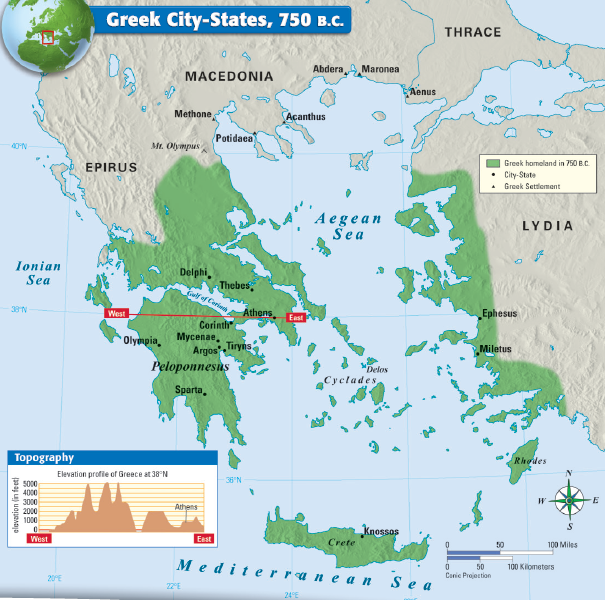 Greek City-States, 750 B.C.
THRACE
MACEDONIA
Abdera
Maronea
Aenus
Methone
Acanthus
Potidaea
Mt. Olympus
40°N
EPIRUS
Greek homeland in 750 B.C.
City-State
Greek Settlement
Aegean
Sea
LYDIA
Ionian
Sea
Delphi
Thebes
Gulf of Corinth
38°N
West
Athens
East
Ephesus
Corinth
Mycenae
Olympia
Tiryns
Argos
Miletus
Peloponnesus
Delos
Cyclades
Sparta
Topography
Elevation profile of Greece at 38°N
elevation (in feet)
5000
4000
3000
2000
1000
0
Athens
West
East
36°N
Rhodes
N
W
E
S
Knossos
Crete
0
50
100 Miles
0
50
100 Kilometers
Conic Projection
Mediterranean Sea
20°E
22°E
24°E